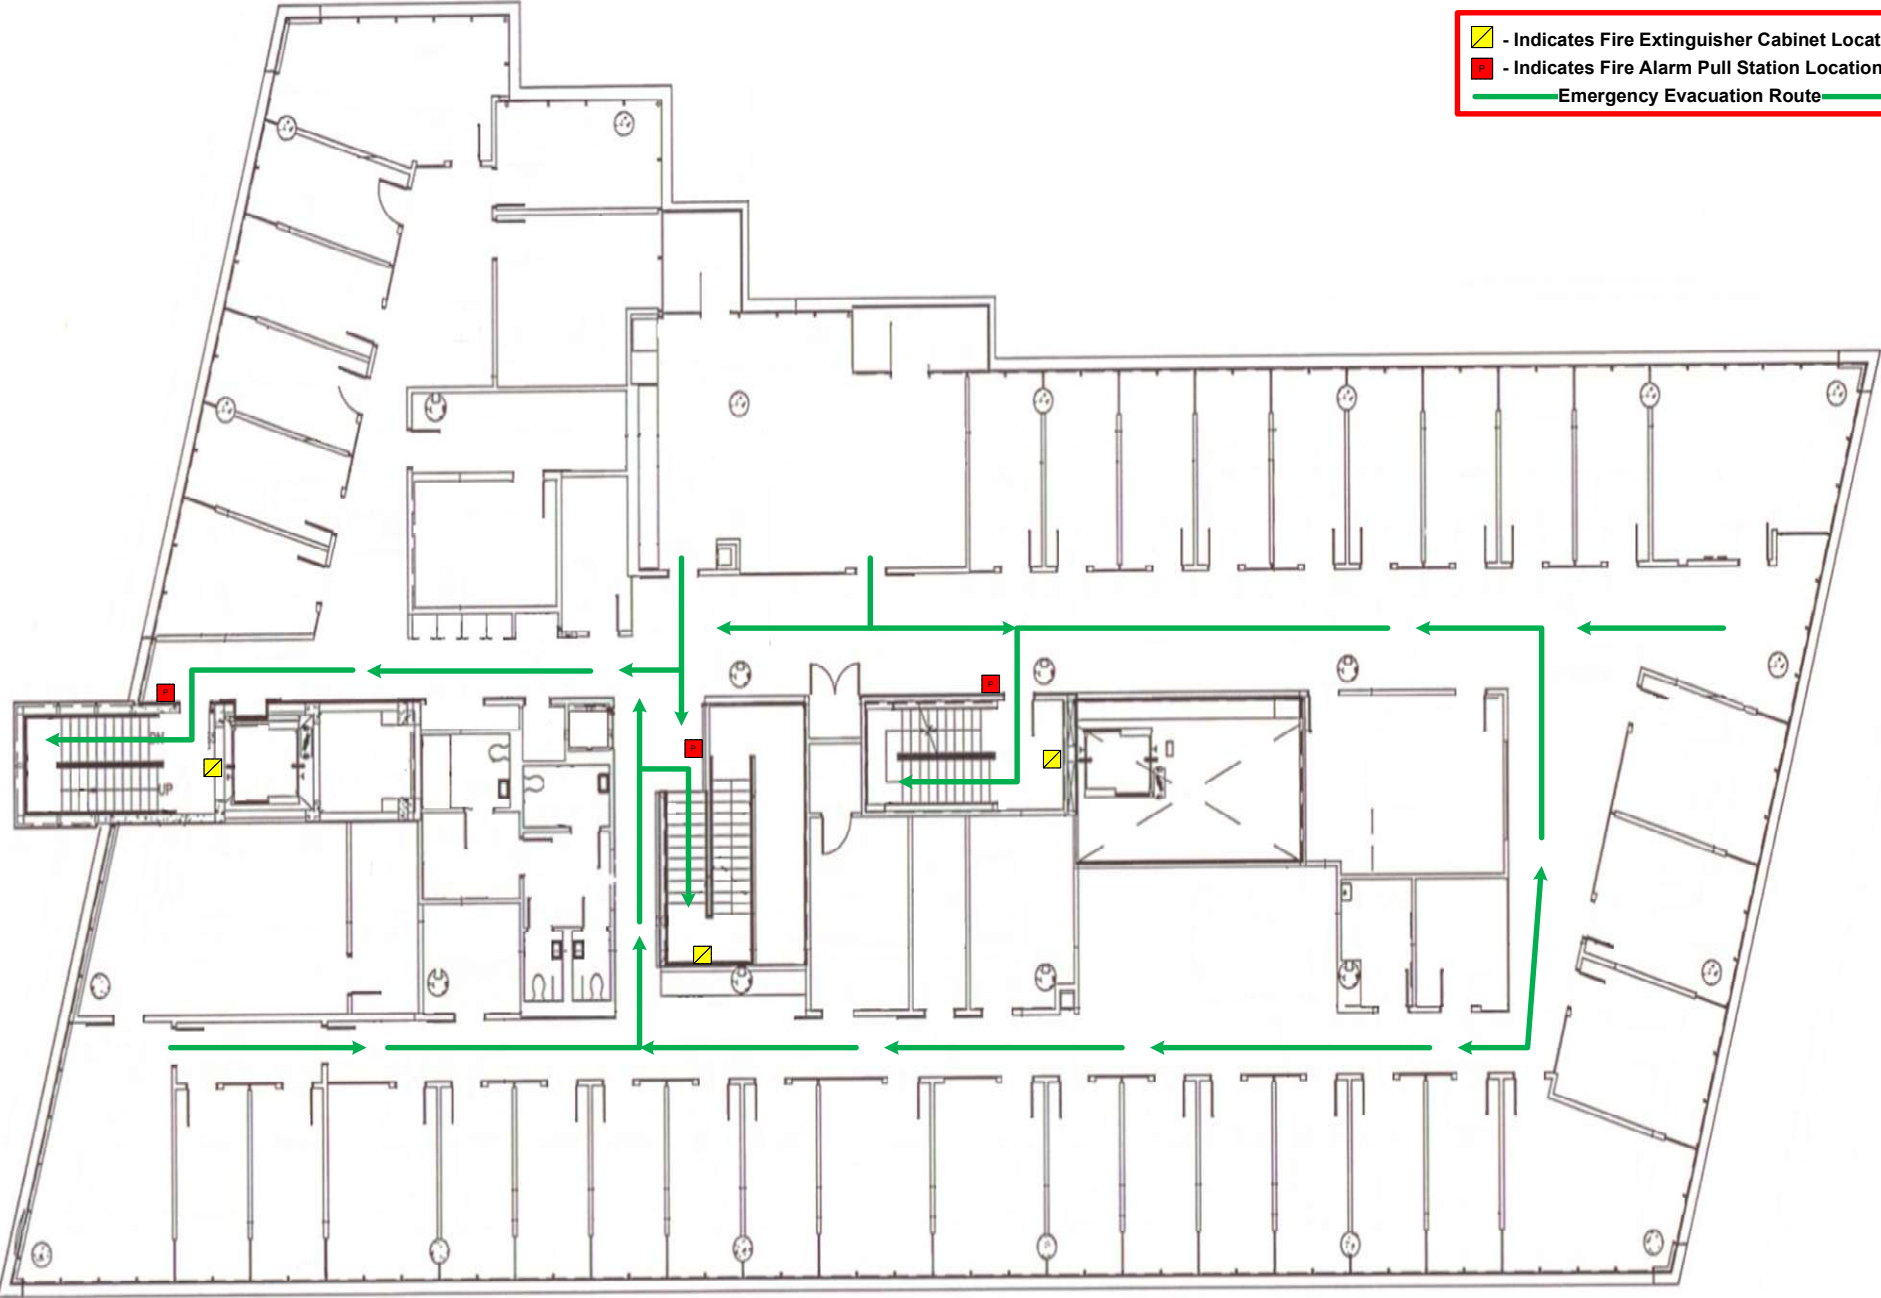 - Indicates Fire Extinguisher Cabinet Locat
P - Indicates Fire Alarm Pull Station Location
Emergency Evacuation Route
P
P
P
DN
UP